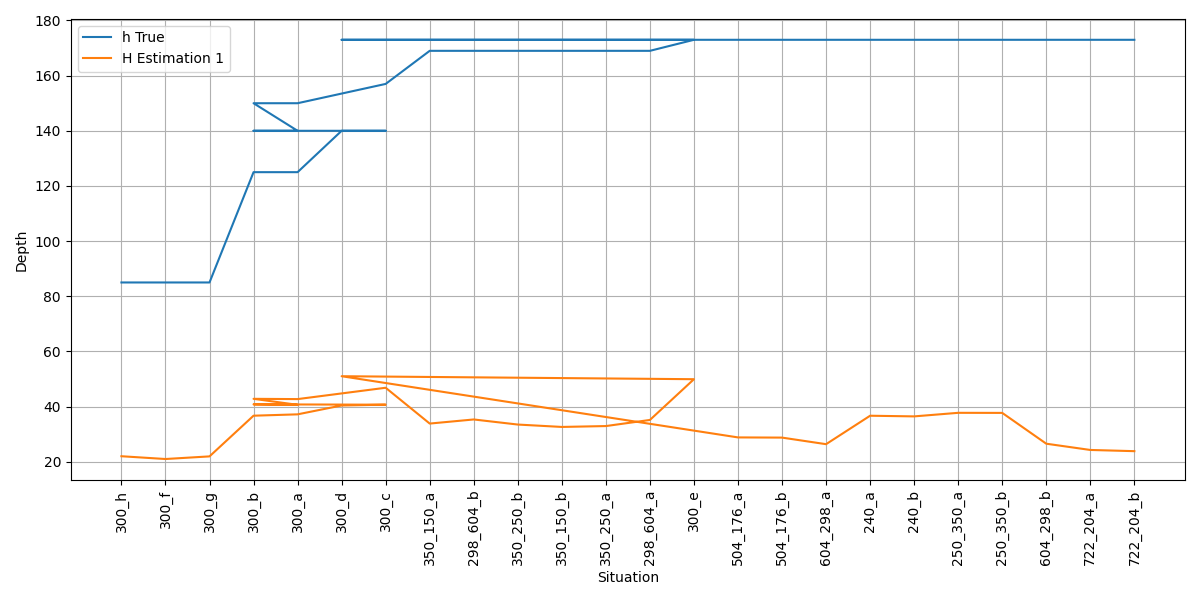 180
160
140
120
100
80
60
40
20
Depth
h True
H Estimation 1
300_h
300_f
300_g
300_b
300_a
300_d
300_c
350_150_a
298_604_b
350_250_b
350_150_b
350_250_a
298_604_a
300_e
504_176_a
504_176_b
604_298_a
240_a
240_b
250_350_a
250_350_b
604_298_b
722_204_a
722_204_b
Situation